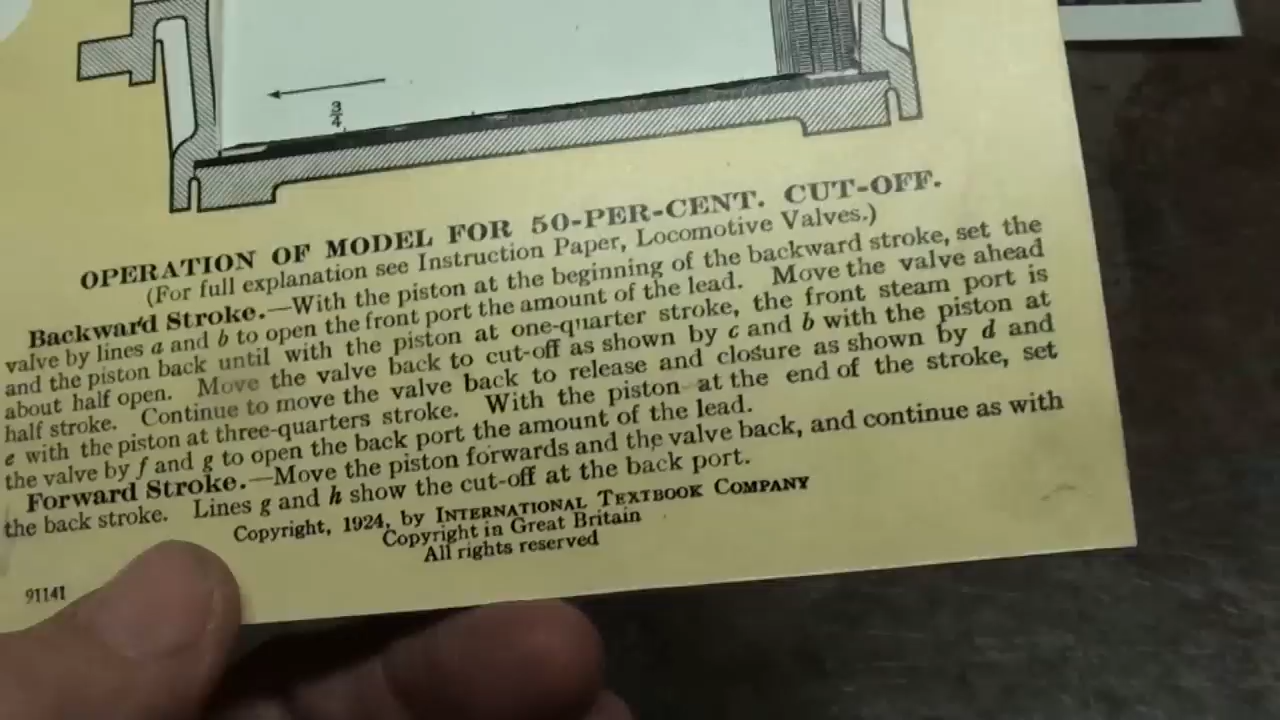 3/4
OPERATION OF MODEL FOR 50-PER-CENT. CUT-OFF.
(For full explanation see Instruction Paper, Locomotive Valves.)
Backward Stroke.—With the piston at the beginning of the backward stroke, set the
valve by lines a and b to open the front port the amount of the lead. Move the valve ahead
and the piston back until with the piston at one-quarter stroke, the front steam port is
about half open. Move the valve back to cut-off as shown by c and b with the piston at
half stroke. Continue to move the valve back to release and closure as shown by d and
e with the piston at three-quarters stroke. With the piston at the end of the stroke, set
the valve by f and g to open the back port the amount of the lead.
Forward Stroke.—Move the piston forwards and the valve back, and continue as with
the back stroke. Lines g and h show the cut-off at the back port.
Copyright, 1924, by INTERNATIONAL TEXTBOOK COMPANY
Copyright in Great Britain
All rights reserved
91141